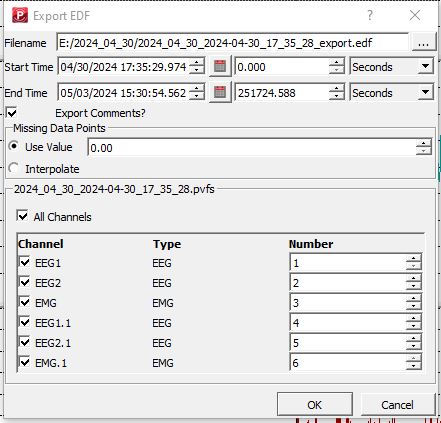 Export EDF
Filename E:/2024_04_30/2024_04_30_2024-04-30_17_35_28_export.edf ...
Start Time 04/30/2024 17:35:29.974 0.000 Seconds
End Time 05/03/2024 15:30:54.562 251724.588 Seconds
Export Comments?
Missing Data Points
Use Value 0.00
Interpolate
2024_04_30_2024-04-30_17_35_28.pvfs
All Channels
Channel Type Number
EEG1 EEG 1
EEG2 EEG 2
EMG EMG 3
EEG1.1 EEG 4
EEG2.1 EEG 5
EMG.1 EMG 6
OK Cancel